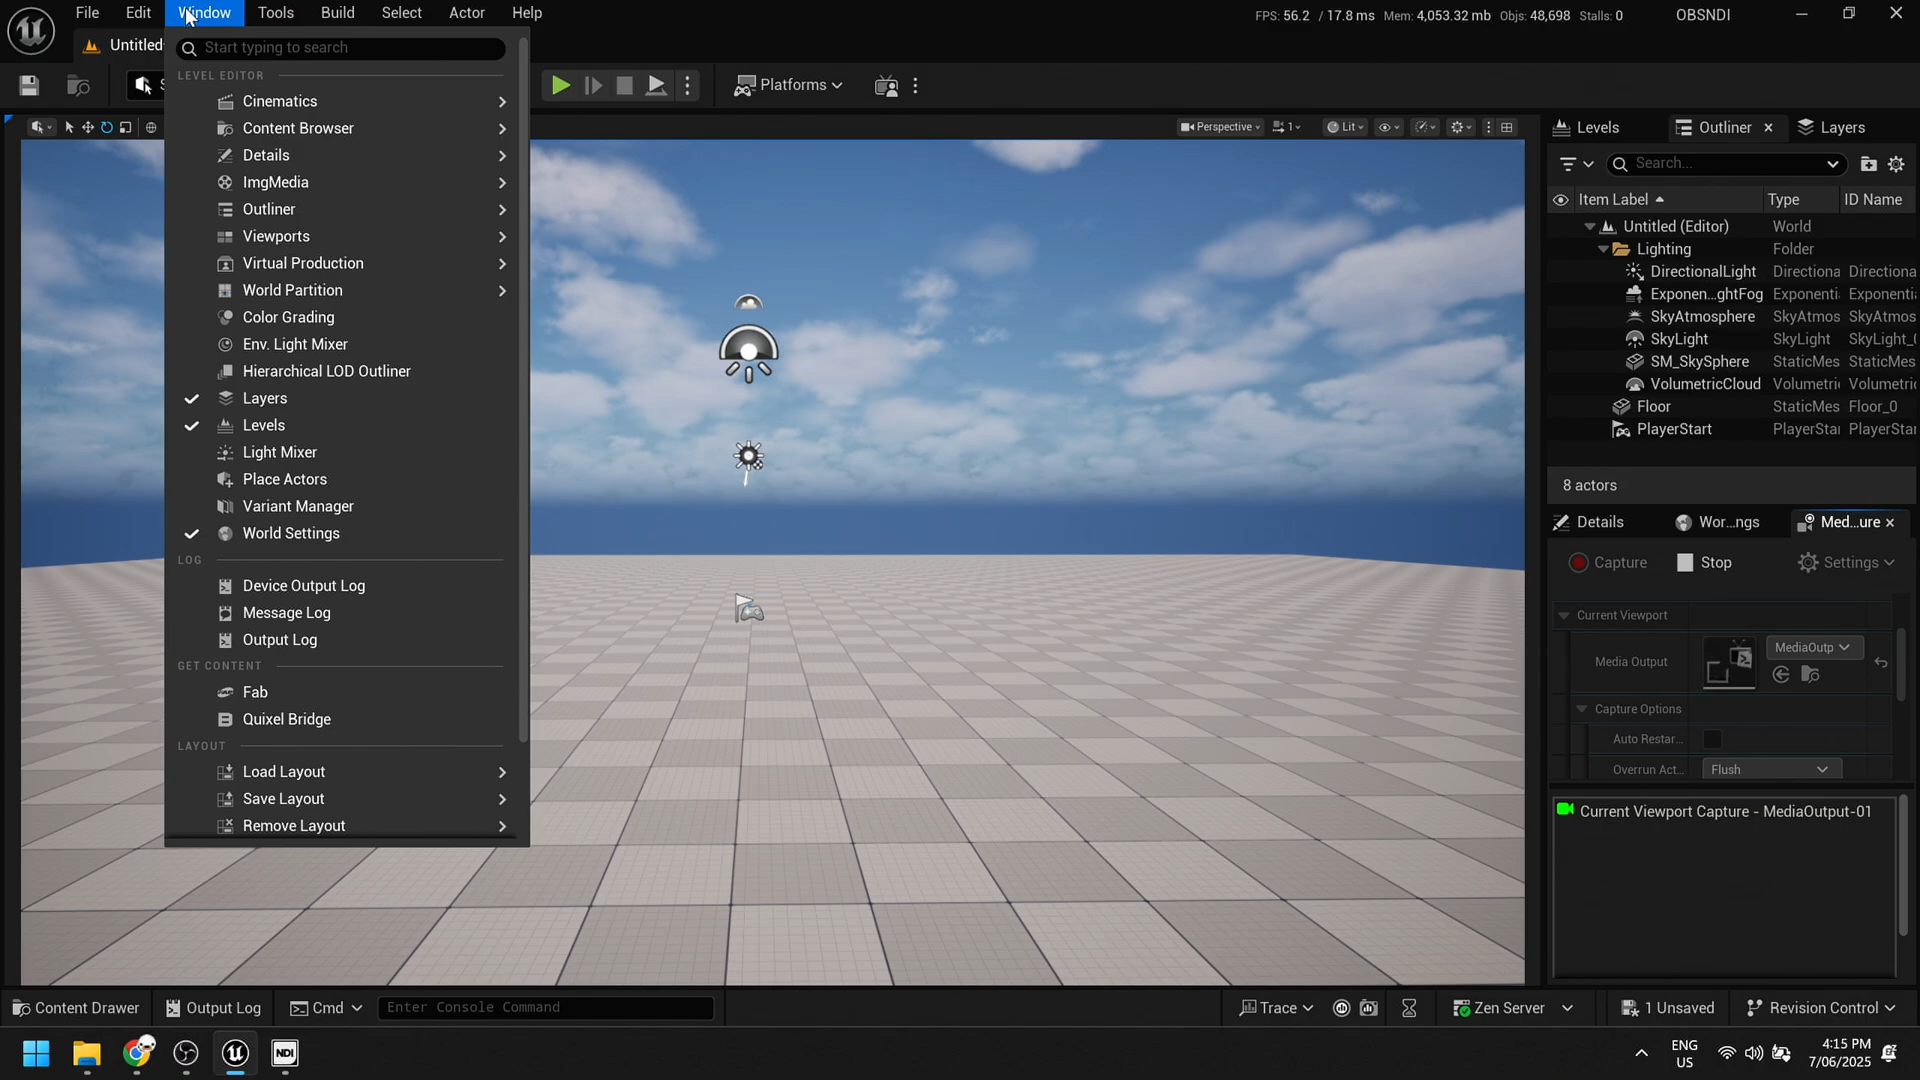 File Edit Window Tools Build Select Actor Help
FPS: 56.2 / 17.8 ms Mem: 4,053.32 mb Objs: 48,698 Stalls: 0
OBSNDI
Untitled
Start typing to search
Platforms
LEVEL EDITOR
Cinematics
Content Browser
Details
ImgMedia
Outliner
Viewports
Virtual Production
World Partition
Color Grading
Env. Light Mixer
Hierarchical LOD Outliner
Layers
Levels
Light Mixer
Place Actors
Variant Manager
World Settings
LOG
Device Output Log
Message Log
Output Log
GET CONTENT
Fab
Quixel Bridge
LAYOUT
Load Layout
Save Layout
Remove Layout
Perspective 1 Lit
Levels Outliner Layers
Search...
Item Label Type ID Name
Untitled (Editor) World
Lighting Folder
DirectionalLight Directiona Directiona
Exponen...ghtFog Exponenti Exponenti
SkyAtmosphere SkyAtmos SkyAtmos
SkyLight SkyLight SkyLight_0
SM_SkySphere StaticMes StaticMes
VolumetricCloud Volumetric Volumetri
Floor StaticMes Floor_0
PlayerStart PlayerStar PlayerStar
8 actors
Details Wor...ngs Med...ure
Capture Stop Settings
Current Viewport
Media Output MediaOutp
Capture Options
Auto Restar...
Overrun Act... Flush
Current Viewport Capture - MediaOutput-01
Content Drawer Output Log Cmd Enter Console Command Trace Zen Server 1 Unsaved Revision Control
NDI
ENG
US
4:15 PM
7/06/2025